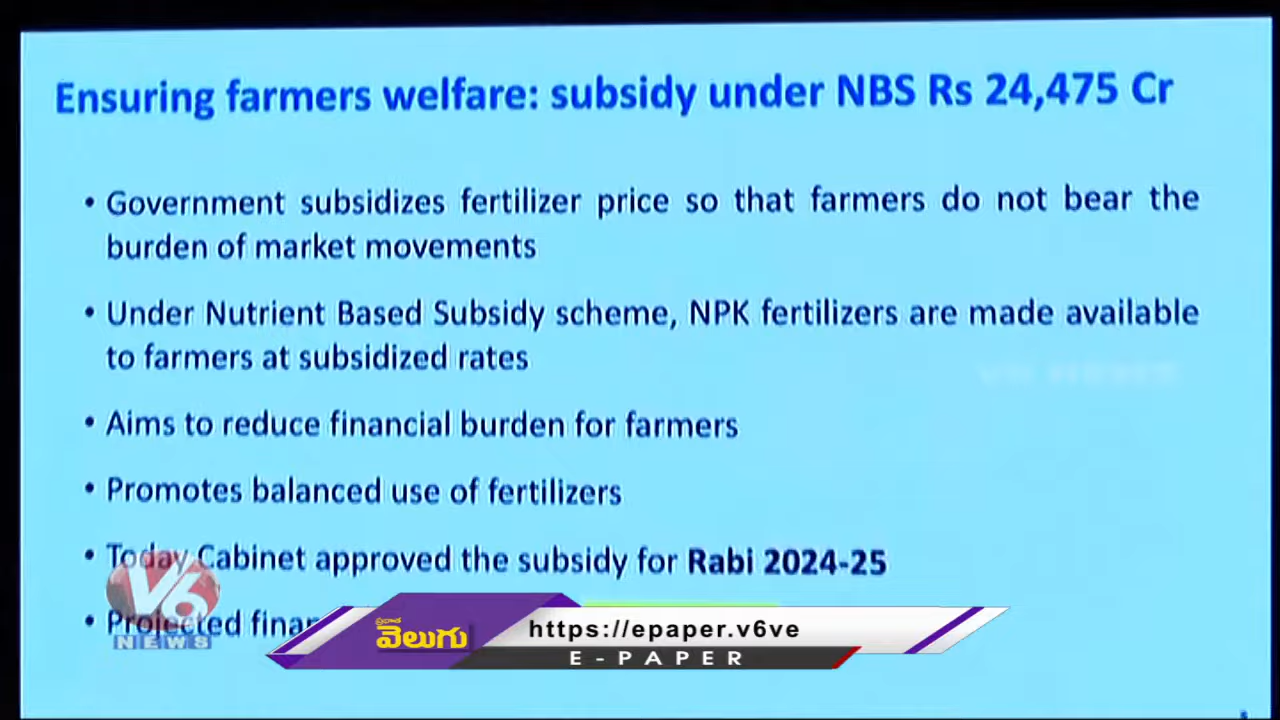 Ensuring farmers welfare: subsidy under NBS Rs 24,475 Cr
• Government subsidizes fertilizer price so that farmers do not bear the
burden of market movements
• Under Nutrient Based Subsidy scheme, NPK fertilizers are made available
to farmers at subsidized rates
• Aims to reduce financial burden for farmers
• Promotes balanced use of fertilizers
• Today Cabinet approved the subsidy for Rabi 2024-25
• Projected finan
V6
NEWS
వెలుగు
https://epaper.v6ve
E-PAPER